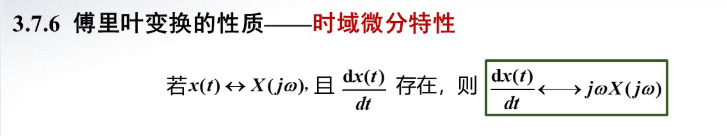 3.7.6 傅里叶变换的性质——时域微分特性
若x(t)↔X(jω), 且 dx(t)/dt 存在，则 dx(t)/dt ⟷ jωX(jω)